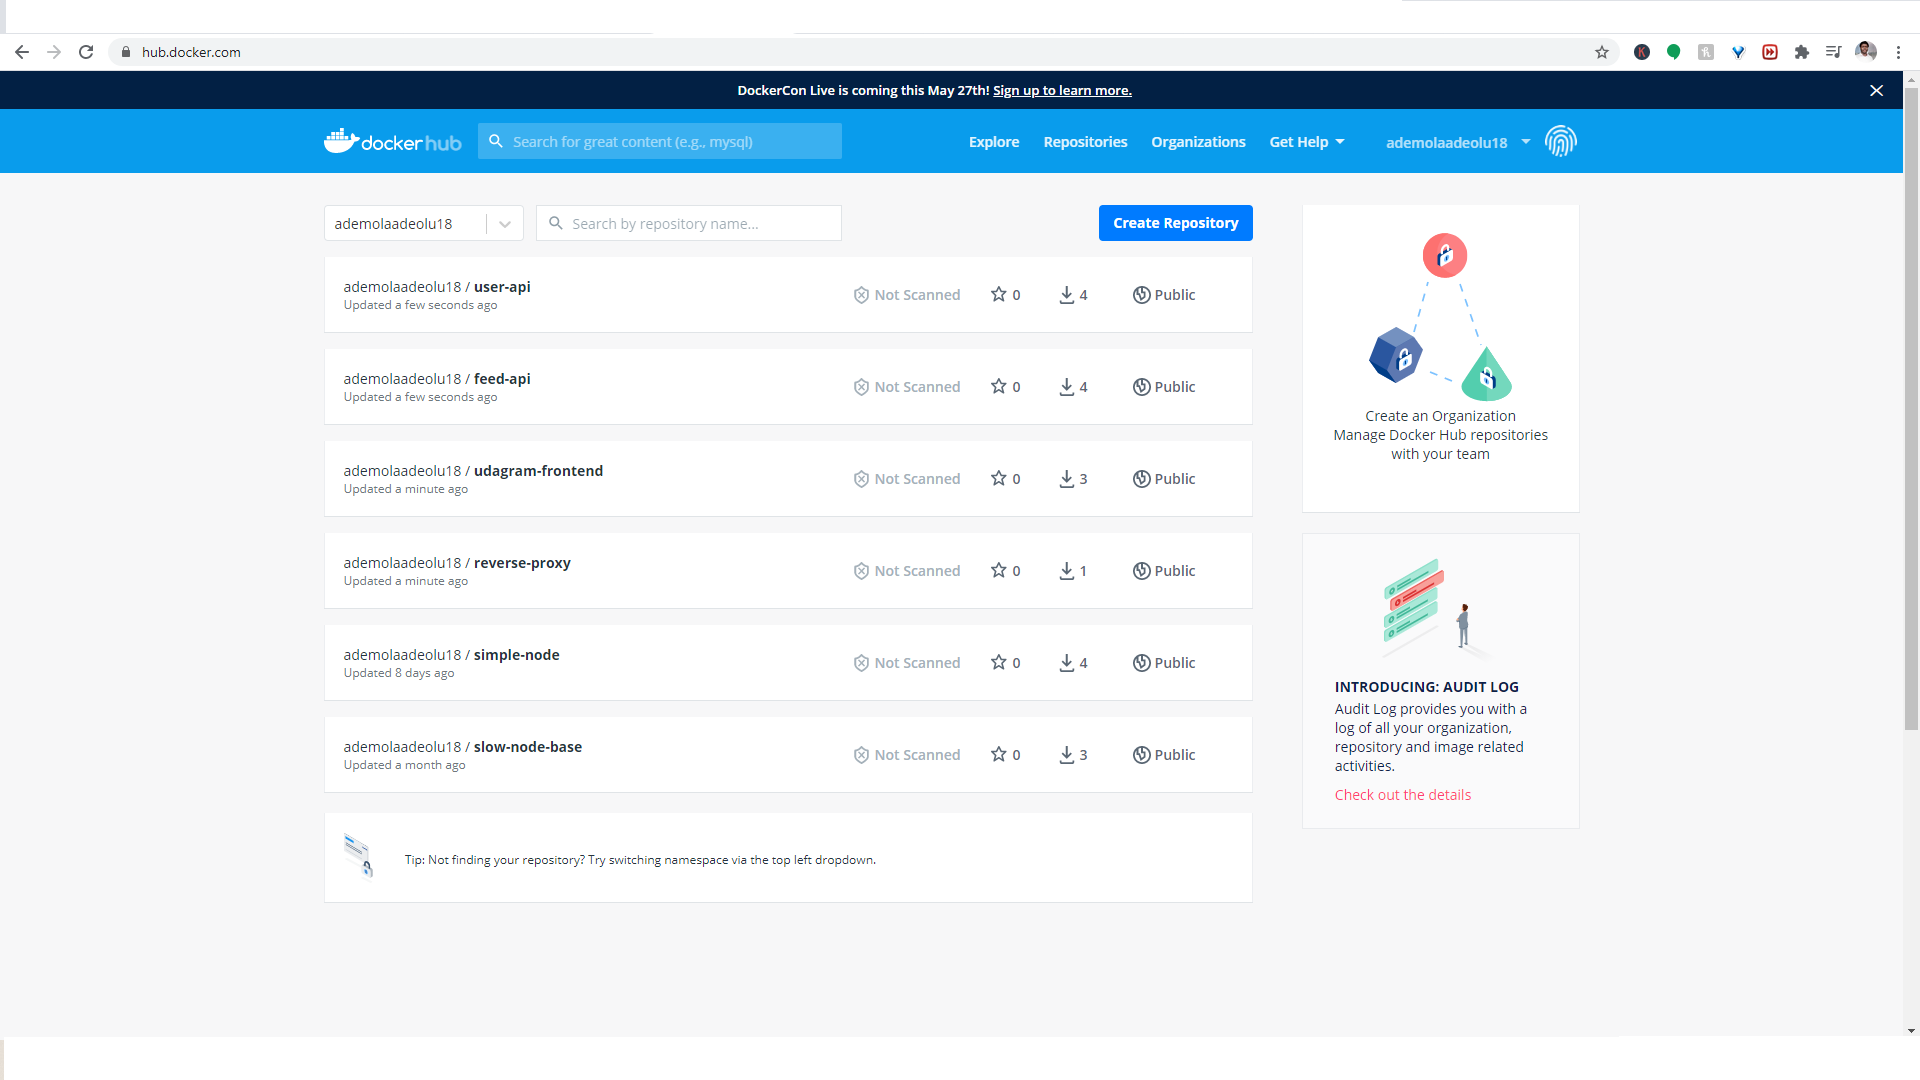 hub.docker.com
DockerCon Live is coming this May 27th! Sign up to learn more.
docker hub
Search for great content (e.g., mysql)
Explore
Repositories
Organizations
Get Help
ademolaadeolu18
ademolaadeolu18
Search by repository name...
Create Repository
ademolaadeolu18 / user-api
Updated a few seconds ago
Not Scanned
0
4
Public
ademolaadeolu18 / feed-api
Updated a few seconds ago
Not Scanned
0
4
Public
ademolaadeolu18 / udagram-frontend
Updated a minute ago
Not Scanned
0
3
Public
ademolaadeolu18 / reverse-proxy
Updated a minute ago
Not Scanned
0
1
Public
ademolaadeolu18 / simple-node
Updated 8 days ago
Not Scanned
0
4
Public
ademolaadeolu18 / slow-node-base
Updated a month ago
Not Scanned
0
3
Public
Tip: Not finding your repository? Try switching namespace via the top left dropdown.
Create an Organization
Manage Docker Hub repositories
with your team
INTRODUCING: AUDIT LOG
Audit Log provides you with a
log of all your organization,
repository and image related
activities.
Check out the details